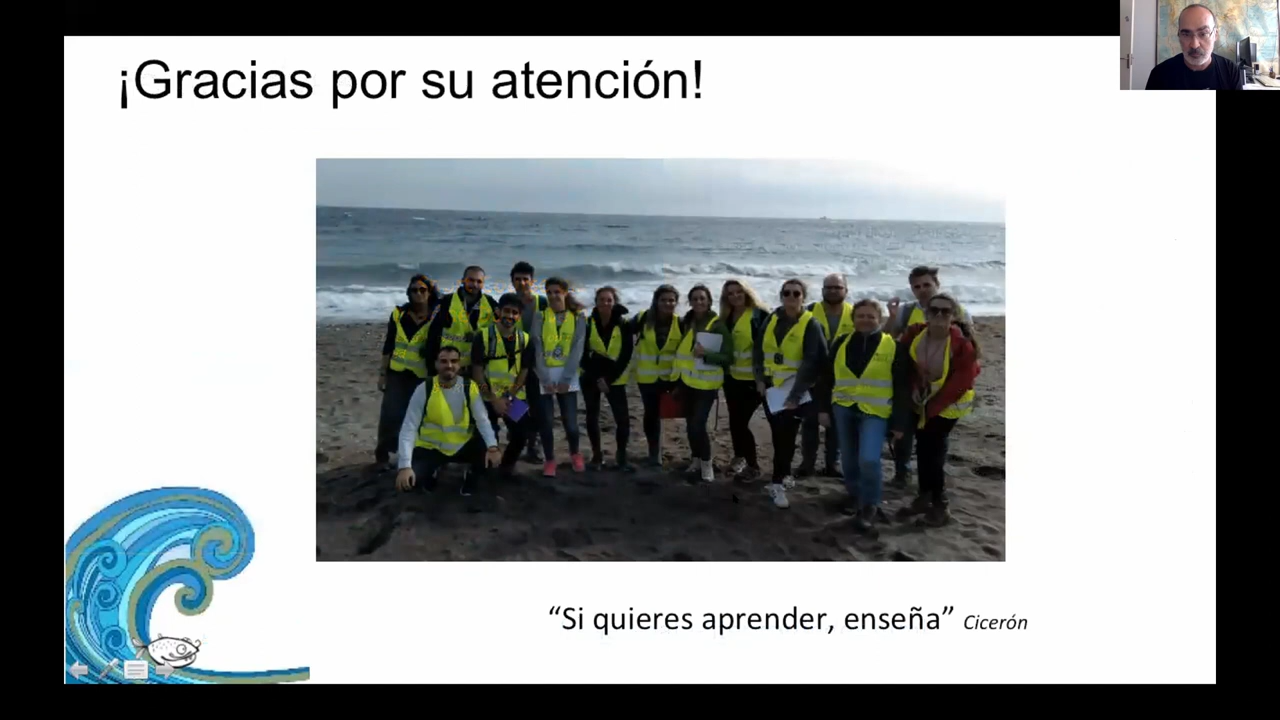 ¡Gracias por su atención!
“Si quieres aprender, enseña” Cicerón